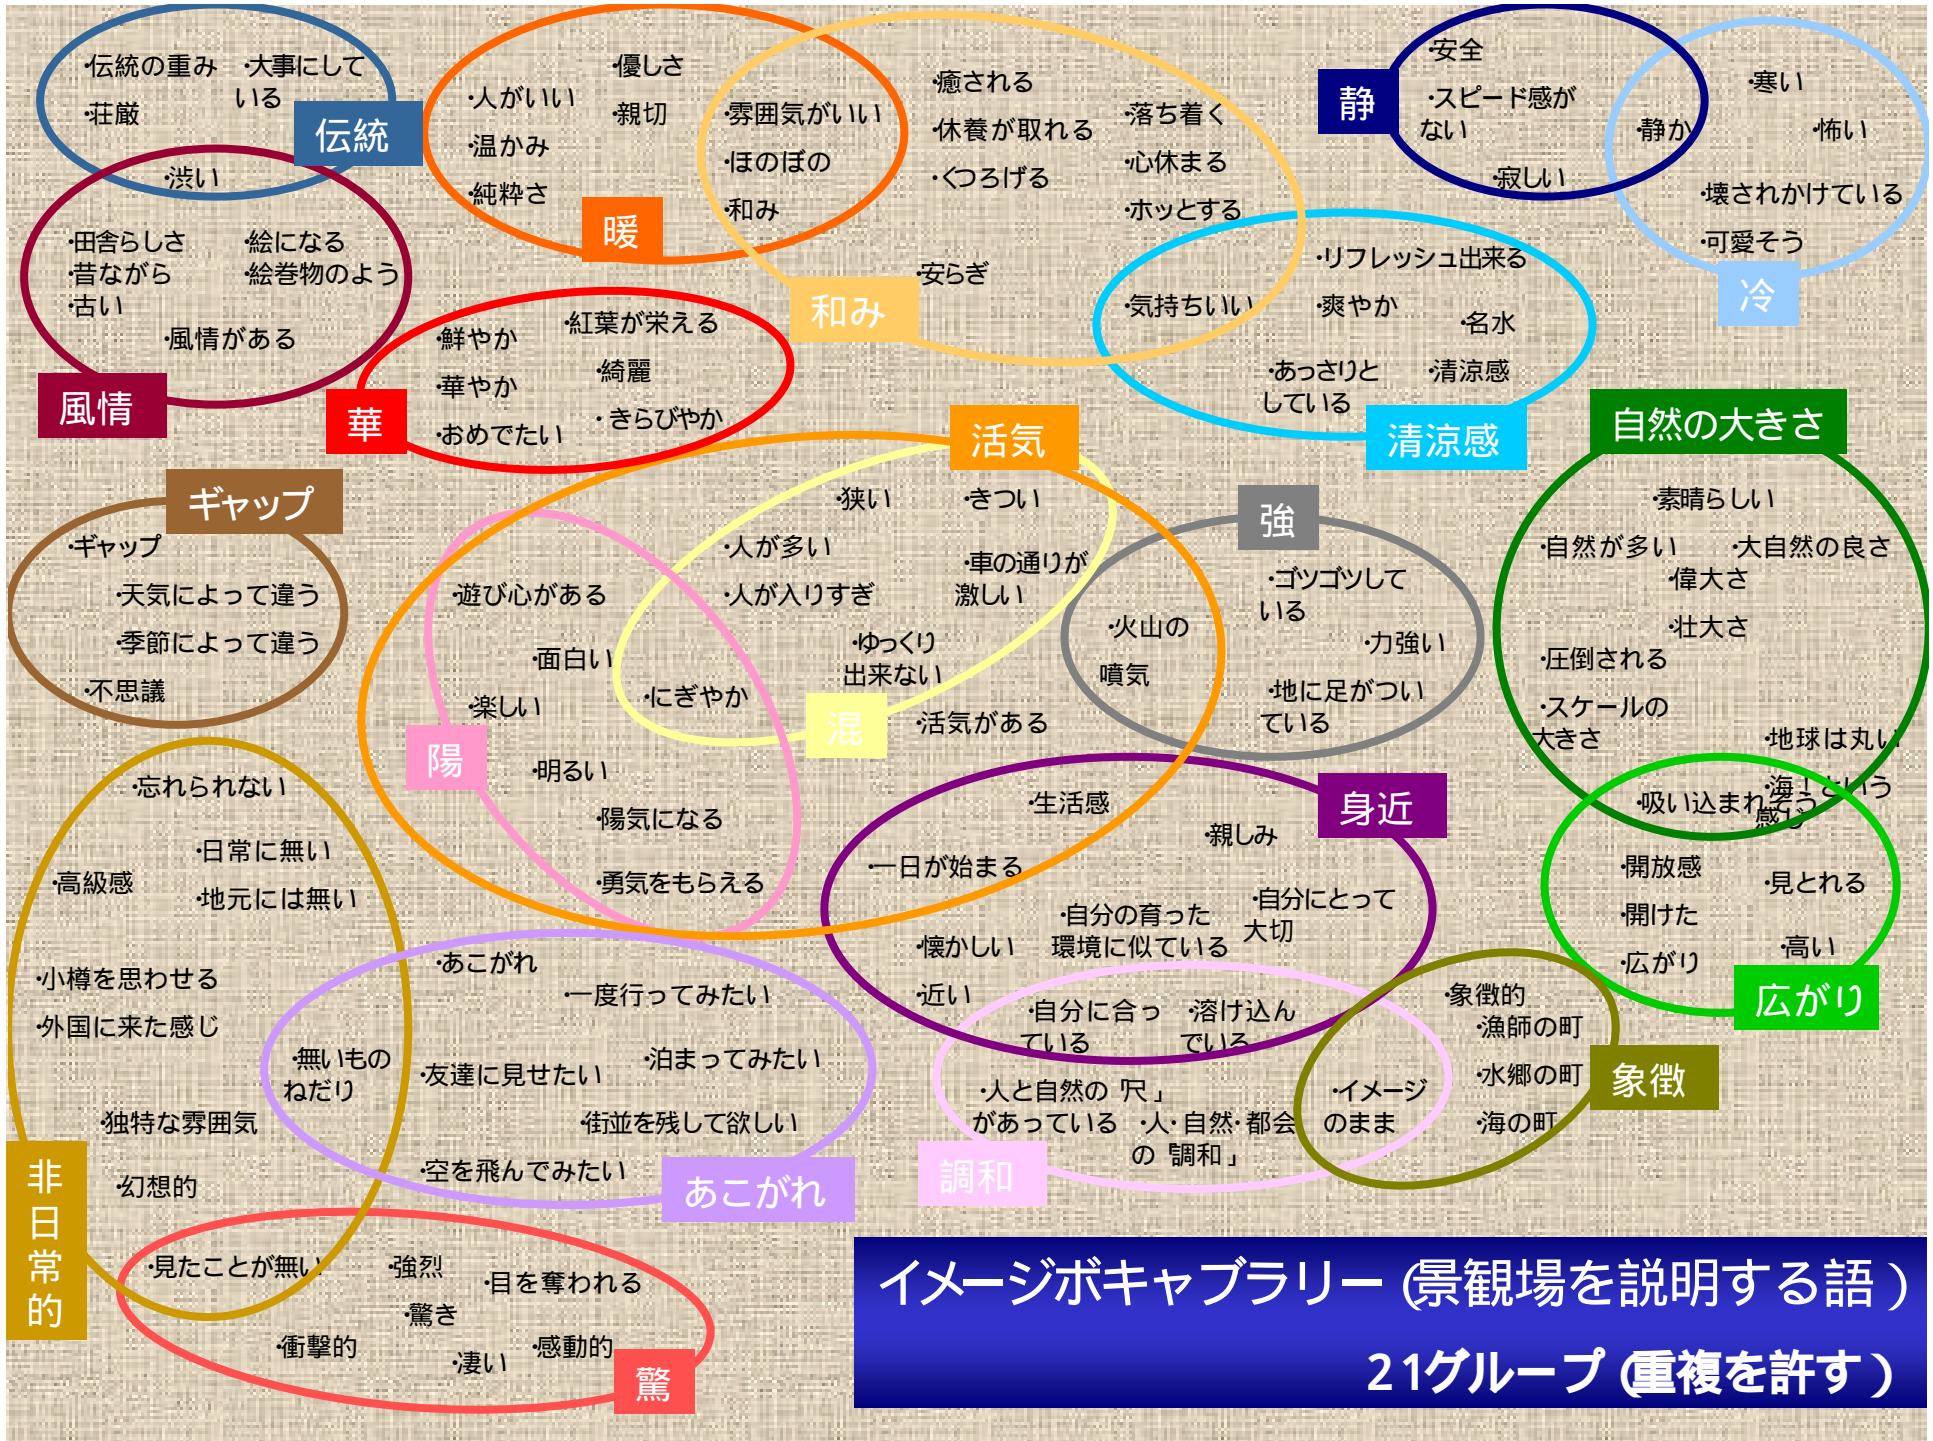 ・伝統の重み
・大事にして
いる
・荘厳
伝統
・渋い
・田舎らしさ
・昔ながら
・古い
・絵になる
・絵巻物のよう
・風情がある
風情
・優しさ
・人がいい
・親切
・温かみ
・純粋さ
暖
・雰囲気がいい
・ほのぼの
・和み
・癒される
・休養が取れる
・くつろげる
・落ち着く
・心休まる
・ホッとする
・安らぎ
和み
・安全
静
・スピード感が
ない
・寂しい
・静か
・寒い
・怖い
・壊されかけている
・可愛そう
冷
・気持ちいい
・リフレッシュ出来る
・爽やか
・名水
・あっさりと
している
・清涼感
清涼感
・鮮やか
・紅葉が栄える
・華やか
・綺麗
・おめでたい
・きらびやか
華
活気
・狭い
・きつい
・人が多い
・車の通りが
激しい
・人が入りすぎ
・ゆっくり
出来ない
・にぎやか
混
・活気がある
・遊び心がある
・面白い
・楽しい
陽
・明るい
・陽気になる
・勇気をもらえる
ギャップ
・ギャップ
・天気によって違う
・季節によって違う
・不思議
強
・ゴツゴツして
いる
・火山の
噴気
・力強い
・地に足がつい
ている
自然の大きさ
・素晴らしい
・自然が多い
・大自然の良さ
・偉大さ
・壮大さ
・圧倒される
・スケールの
大きさ
・地球は丸い
・海!という
感じ
・吸い込まれそう
・開放感
・見とれる
・開けた
・高い
・広がり
広がり
身近
・生活感
・親しみ
・一日が始まる
・自分にとって
大切
・自分の育った
環境に似ている
・懐かしい
・近い
・自分に合っ
ている
・溶け込ん
でいる
・人と自然の「尺」
があっている
・人・自然・都会
の「調和」
調和
・イメージ
のまま
・象徴的
・漁師の町
・水郷の町
・海の町
象徴
・忘れられない
・日常に無い
・高級感
・地元には無い
・小樽を思わせる
・外国に来た感じ
・無いもの
ねだり
・独特な雰囲気
・幻想的
非日常的
・あこがれ
・一度行ってみたい
・泊まってみたい
・友達に見せたい
・街並を残して欲しい
・空を飛んでみたい
あこがれ
・見たことが無い
・強烈
・目を奪われる
・驚き
・衝撃的
・凄い
・感動的
驚
イメージボキャブラリー(景観場を説明する語)
21グループ(重複を許す)